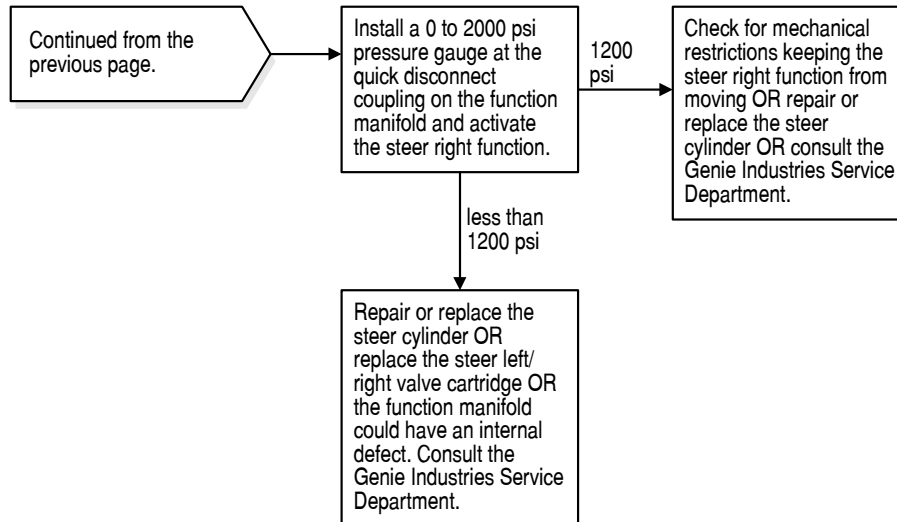 Continued from the
previous page.
Install a 0 to 2000 psi
pressure gauge at the
quick disconnect
coupling on the function
manifold and activate
the steer right function.
1200
psi
Check for mechanical
restrictions keeping the
steer right function from
moving OR repair or
replace the steer
cylinder OR consult the
Genie Industries Service
Department.
less than
1200 psi
Repair or replace the
steer cylinder OR
replace the steer left/
right valve cartridge OR
the function manifold
could have an internal
defect. Consult the
Genie Industries Service
Department.